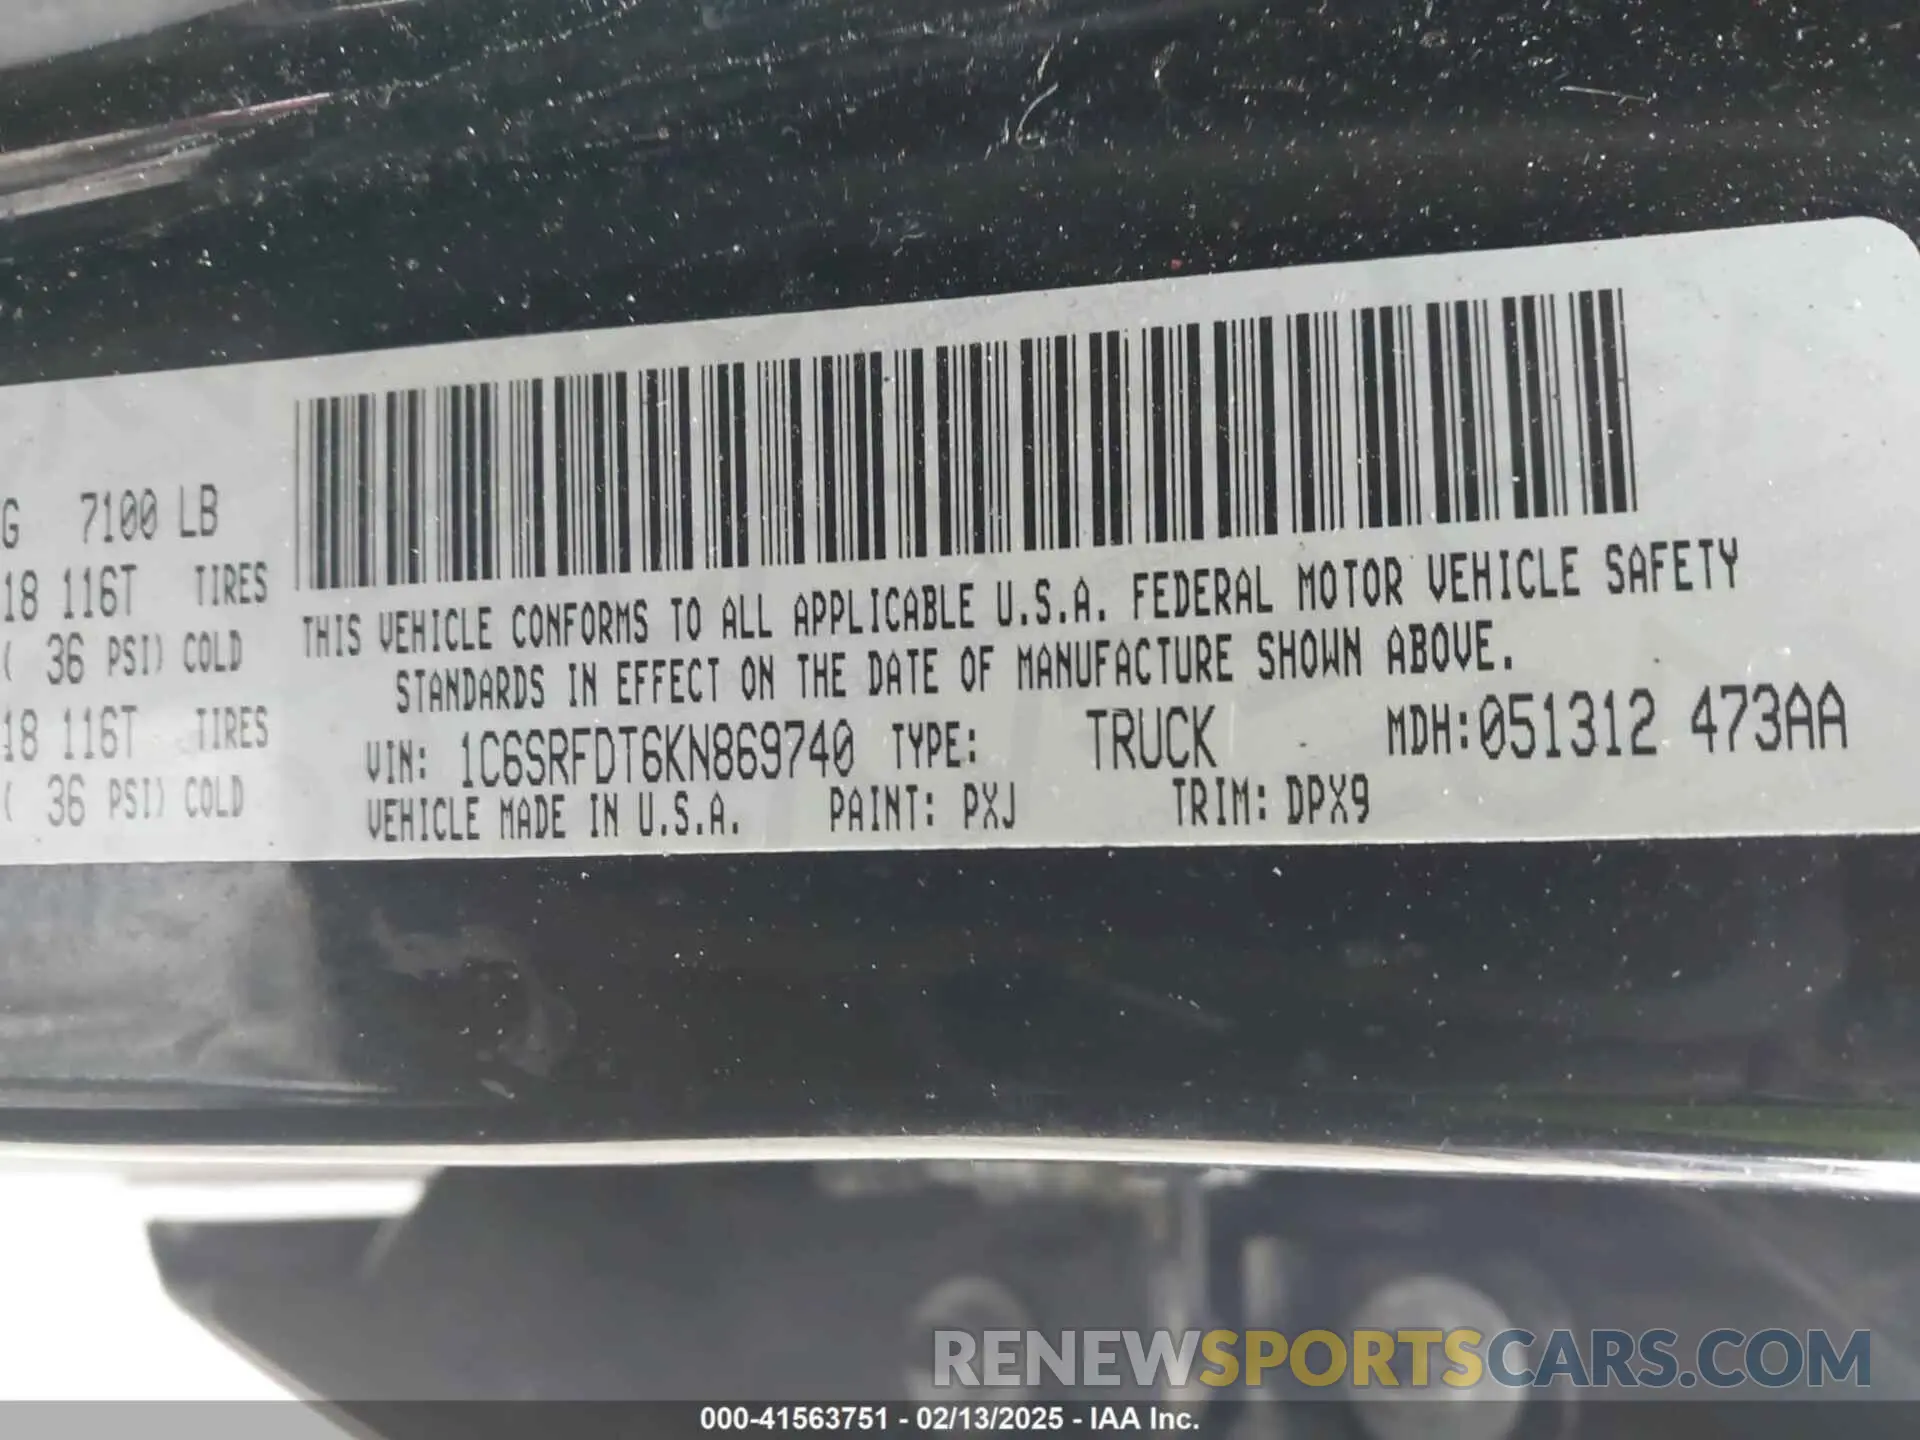 G 7100 LB
18 116T TIRES
( 36 PSI) COLD
18 116T TIRES
( 36 PSI) COLD
THIS VEHICLE CONFORMS TO ALL APPLICABLE U.S.A. FEDERAL MOTOR VEHICLE SAFETY
STANDARDS IN EFFECT ON THE DATE OF MANUFACTURE SHOWN ABOVE.
VIN: 1C6SRFDT6KN869740 TYPE: TRUCK MDH:051312 473AA
VEHICLE MADE IN U.S.A. PAINT: PXJ TRIM: DPX9
RENEWSPORTSCARS.COM
000-41563751 - 02/13/2025 - IAA Inc.